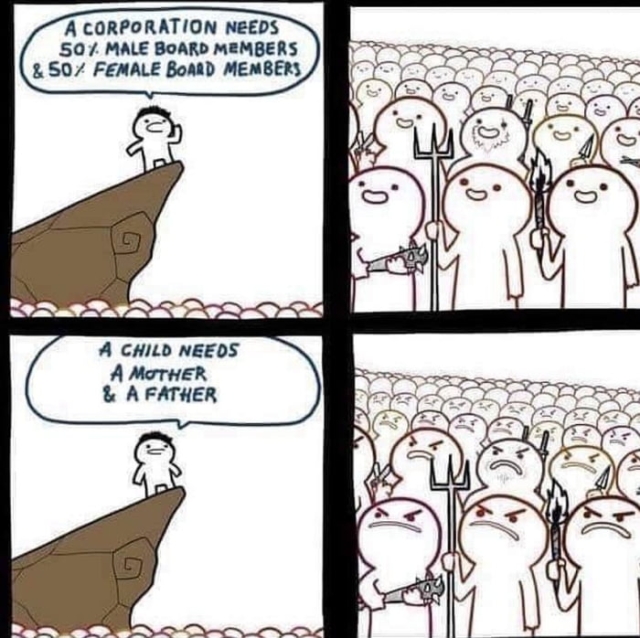 A CORPORATION NEEDS
50% MALE BOARD MEMBERS
& 50% FEMALE BOARD MEMBERS
A CHILD NEEDS
A MOTHER
& A FATHER